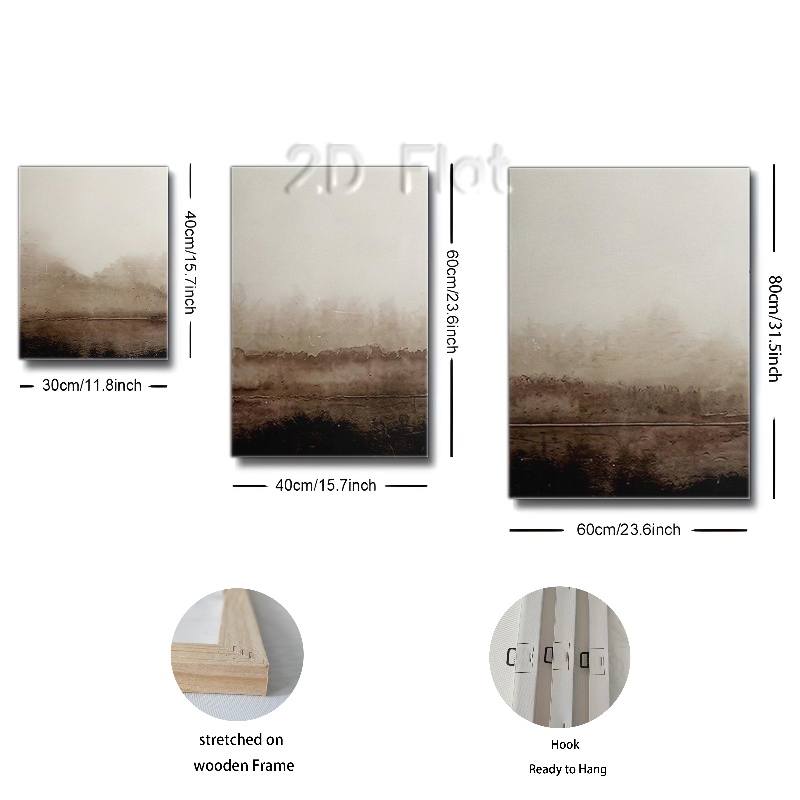 2D Flat
40cm/15.7inch
30cm/11.8inch
60cm/23.6inch
40cm/15.7inch
80cm/31.5inch
60cm/23.6inch
stretched on
wooden Frame
Hook
Ready to Hang